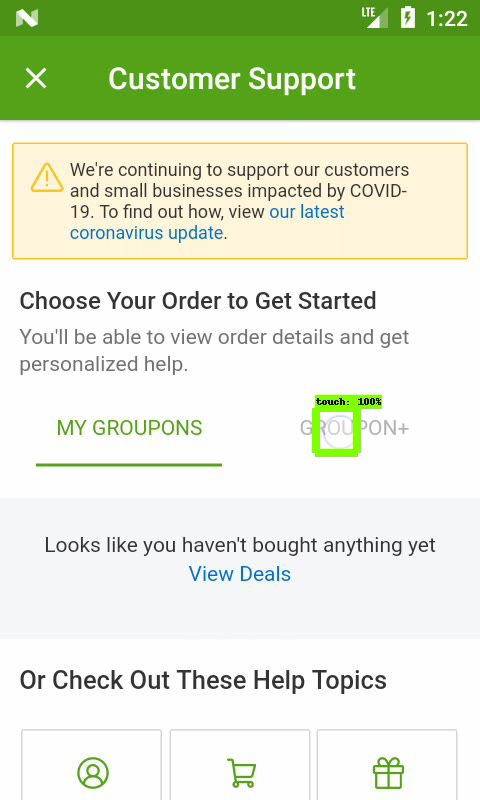 LTE 1:22
Customer Support
We're continuing to support our customers
and small businesses impacted by COVID-
19. To find out how, view our latest
coronavirus update.
Choose Your Order to Get Started
You'll be able to view order details and get
personalized help.
touch: 100%
MY GROUPONS GROUPON+
Looks like you haven't bought anything yet
View Deals
Or Check Out These Help Topics